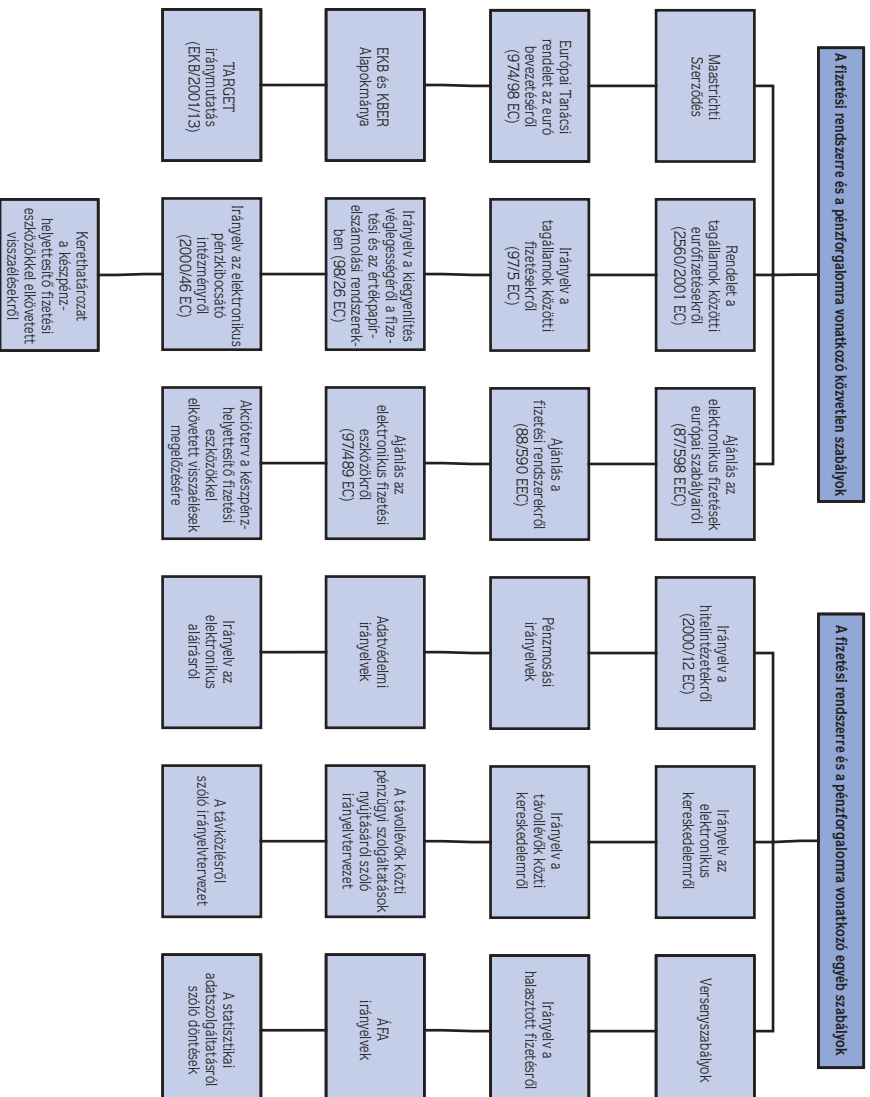 A fizetési rendszerre és a pénzforgalomra vonatkozó közvetlen szabályok
Maastrichti
Szerződés
Európai Tanácsi
rendelet az euró
bevezetéséről
(974/98 EC)
EKB és KBER
Alapokmánya
TARGET
iránymutatás
(EKB/2001/13)
Rendelet a
tagállamok közötti
eurófizetésekről
(2560/2001 EC)
Irányelv a
tagállamok közötti
fizetésekről
(97/5 EC)
Irányelv a kiegyenlítés
véglegességéről a fize-
tési és az értékpapír-
elszámolási rendszerek-
ben (98/26 EC)
Irányelv az elektronikus
pénzkibocsátó
intézményről
(2000/46 EC)
Kerethatározat
a készpénz-
helyettesítő fizetési
eszközökkel elkövetett
visszaélésekről
Ajánlás az
elektronikus fizetések
európai szabályairól
(87/598 EEC)
Ajánlás a
fizetési rendszerekről
(88/590 EEC)
Ajánlás az
elektronikus fizetési
eszközökről
(97/489 EC)
Akcióterv a készpénz-
helyettesítő fizetési
eszközökkel
elkövetett visszaélések
megelőzésére
A fizetési rendszerre és a pénzforgalomra vonatkozó egyéb szabályok
Irányelv a
hitelintézetekről
(2000/12 EC)
Pénzmosási
irányelvek
Adatvédelmi
irányelvek
Irányelv az
elektronikus
aláírásról
Irányelv az
elektronikus
kereskedelemről
Irányelv a
távollévők közti
kereskedelemről
A távollévők közti
pénzügyi szolgáltatások
nyújtásáról szóló
irányelvtervezet
A távközlésről
szóló irányelvtervezet
Versenyszabályok
Irányelv a
halasztott fizetésről
ÁFA
irányelvek
A statisztikai
adatszolgáltatásról
szóló döntések